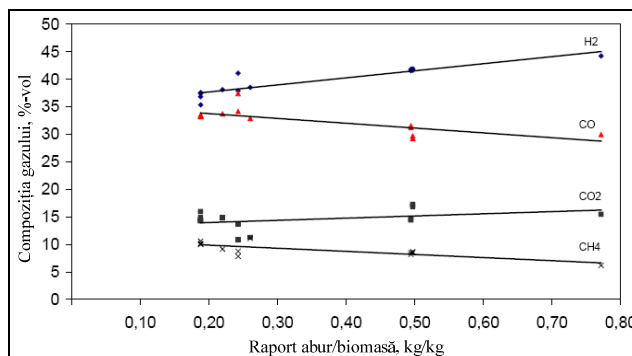 Compoziția gazului, %-vol
50
45
40
35
30
25
20
15
10
5
0
H2
CO
CO2
CH4
0,10 0,20 0,30 0,40 0,50 0,60 0,70 0,80
Raport abur/biomasă, kg/kg